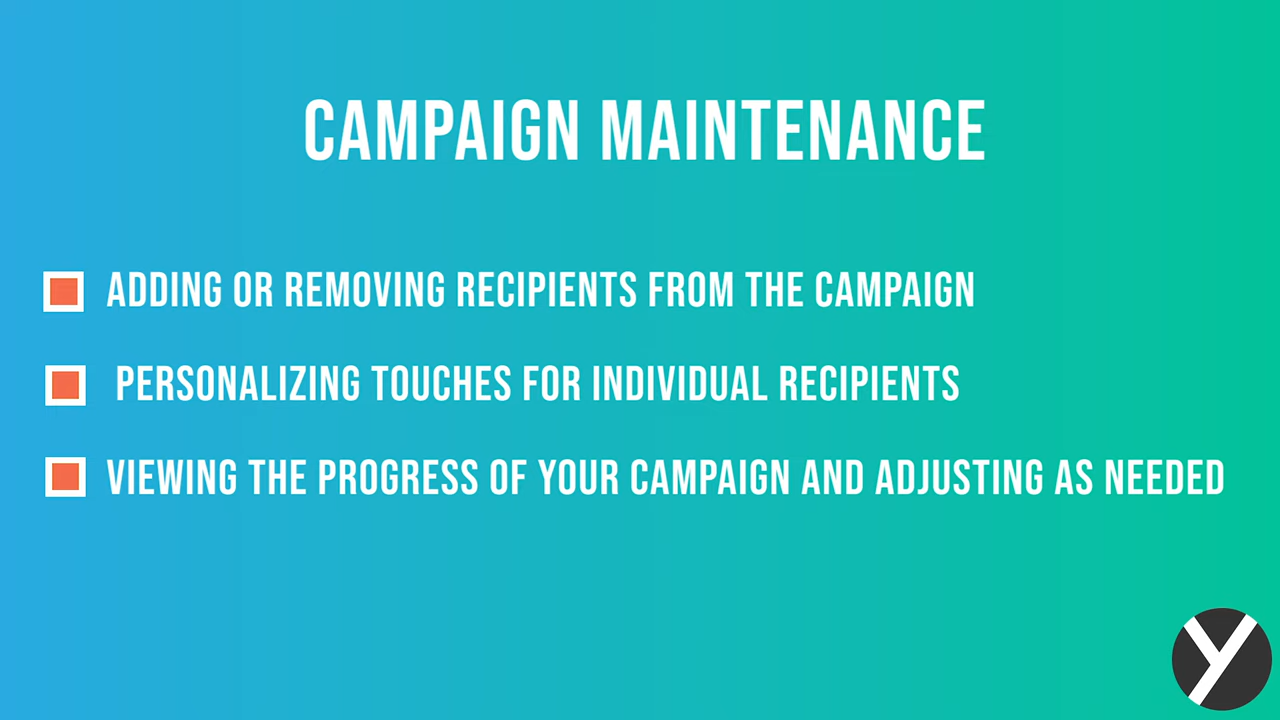 CAMPAIGN MAINTENANCE
ADDING OR REMOVING RECIPIENTS FROM THE CAMPAIGN
PERSONALIZING TOUCHES FOR INDIVIDUAL RECIPIENTS
VIEWING THE PROGRESS OF YOUR CAMPAIGN AND ADJUSTING AS NEEDED
Y